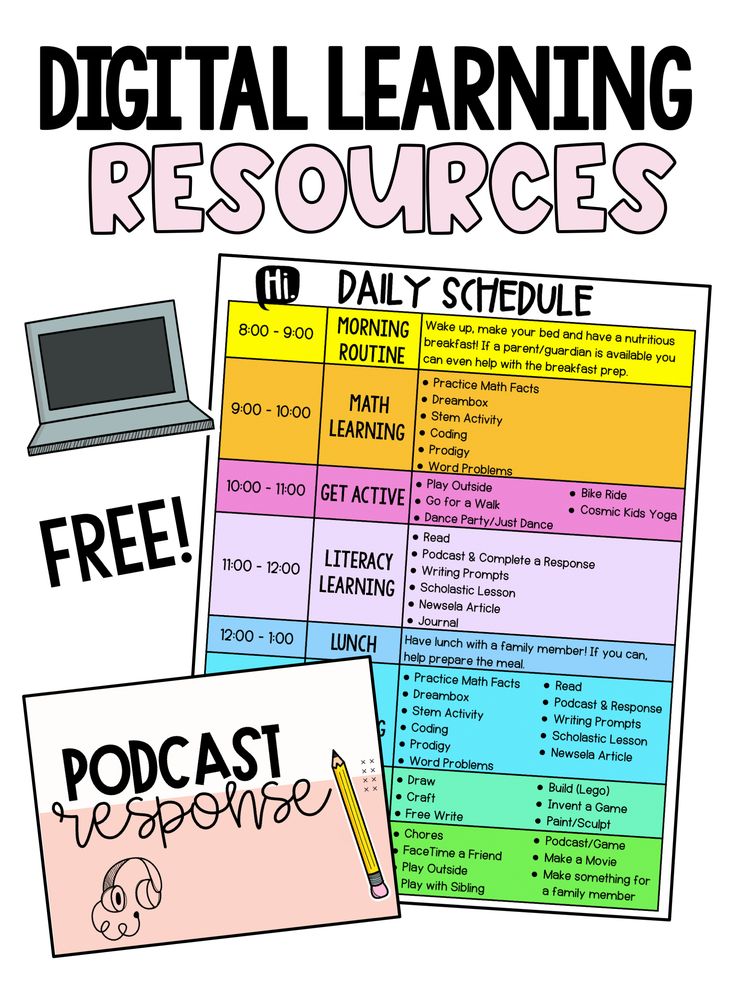 DIGITAL LEARNING
RESOURCES
Hi.
DAILY SCHEDULE
8:00 - 9:00
MORNING
ROUTINE
Wake up, make your bed and have a nutritious
breakfast! If a parent/guardian is available you
can even help with the breakfast prep.
9:00 - 10:00
MATH
LEARNING
• Practice Math Facts
• Dreambox
• Stem Activity
• Coding
• Prodigy
• Word Problems
10:00 - 11:00
GET ACTIVE
• Play Outside
• Go for a Walk
• Dance Party/Just Dance
• Bike Ride
• Cosmic Kids Yoga
11:00 - 12:00
LITERACY
LEARNING
• Read
• Podcast & Complete a Response
• Writing Prompts
• Scholastic Lesson
• Newsela Article
• Journal
12:00 - 1:00
LUNCH
Have lunch with a family member! If you can,
help prepare the meal.
• Practice Math Facts
• Dreambox
• Stem Activity
• Coding
• Prodigy
• Word Problems
• Read
• Podcast & Response
• Writing Prompts
• Scholastic Lesson
• Newsela Article
• Draw
• Craft
• Free Write
• Build (Lego)
• Invent a Game
• Paint/Sculpt
• Chores
• FaceTime a Friend
• Play Outside
Play with Sibling
• Podcast/Game
• Make a Movie
• Make something for
a family member
FREE!
PODCAST
response